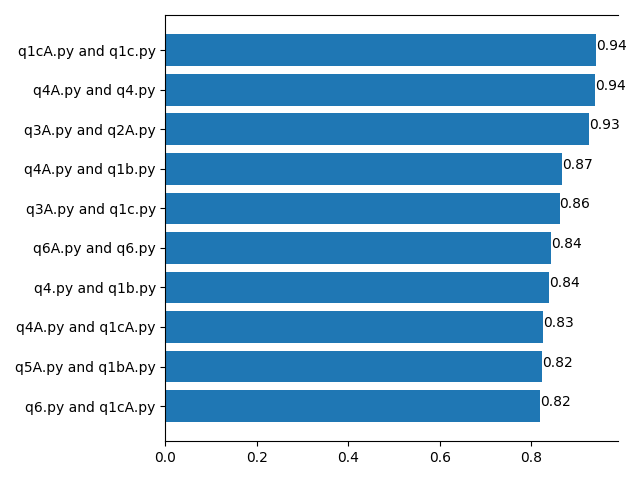 q1cA.py and q1c.py 0.94
q4A.py and q4.py 0.94
q3A.py and q2A.py 0.93
q4A.py and q1b.py 0.87
q3A.py and q1c.py 0.86
q6A.py and q6.py 0.84
q4.py and q1b.py 0.84
q4A.py and q1cA.py 0.83
q5A.py and q1bA.py 0.82
q6.py and q1cA.py 0.82
0.0 0.2 0.4 0.6 0.8